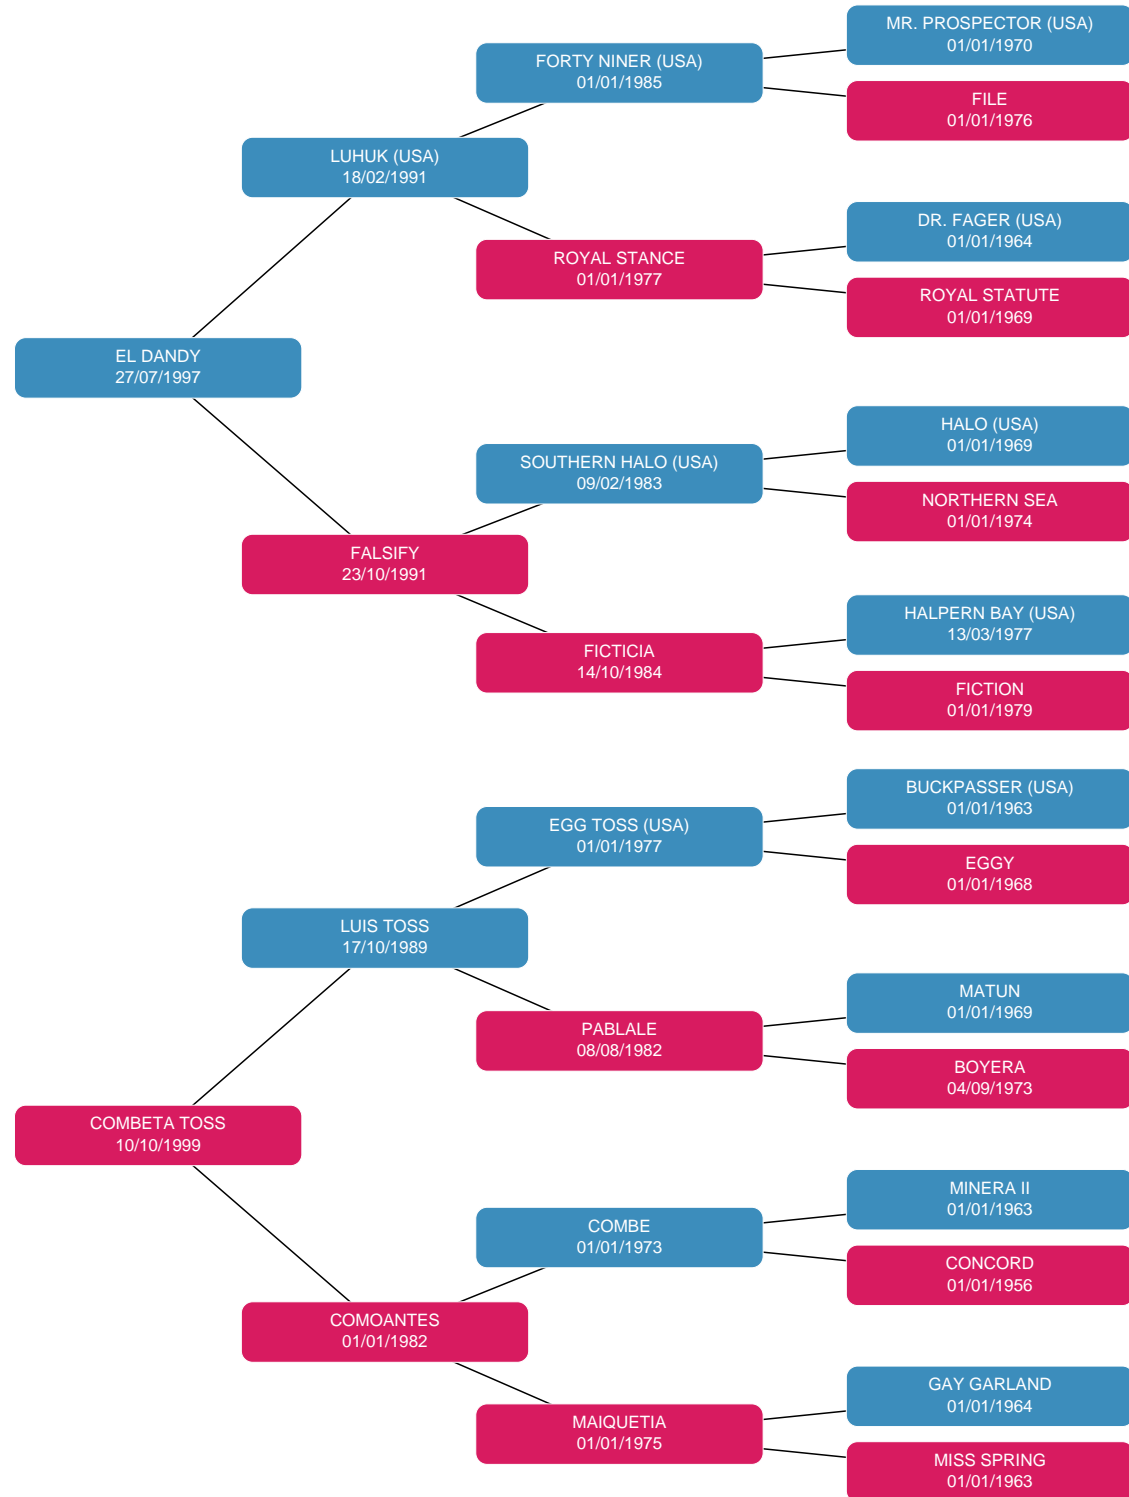 MR. PROSPECTOR (USA)
01/01/1970
FORTY NINER (USA)
01/01/1985
FILE
01/01/1976
LUHUK (USA)
18/02/1991
DR. FAGER (USA)
01/01/1964
ROYAL STANCE
01/01/1977
ROYAL STATUTE
01/01/1969
EL DANDY
27/07/1997
HALO (USA)
01/01/1969
SOUTHERN HALO (USA)
09/02/1983
NORTHERN SEA
01/01/1974
FALSIFY
23/10/1991
HALPERN BAY (USA)
13/03/1977
FICTICIA
14/10/1984
FICTION
01/01/1979
BUCKPASSER (USA)
01/01/1963
EGG TOSS (USA)
01/01/1977
EGGY
01/01/1968
LUIS TOSS
17/10/1989
MATUN
01/01/1969
PABLALE
08/08/1982
BOYERA
04/09/1973
COMBETA TOSS
10/10/1999
MINERA II
01/01/1963
COMBE
01/01/1973
CONCORD
01/01/1956
COMOANTES
01/01/1982
GAY GARLAND
01/01/1964
MAIQUETIA
01/01/1975
MISS SPRING
01/01/1963